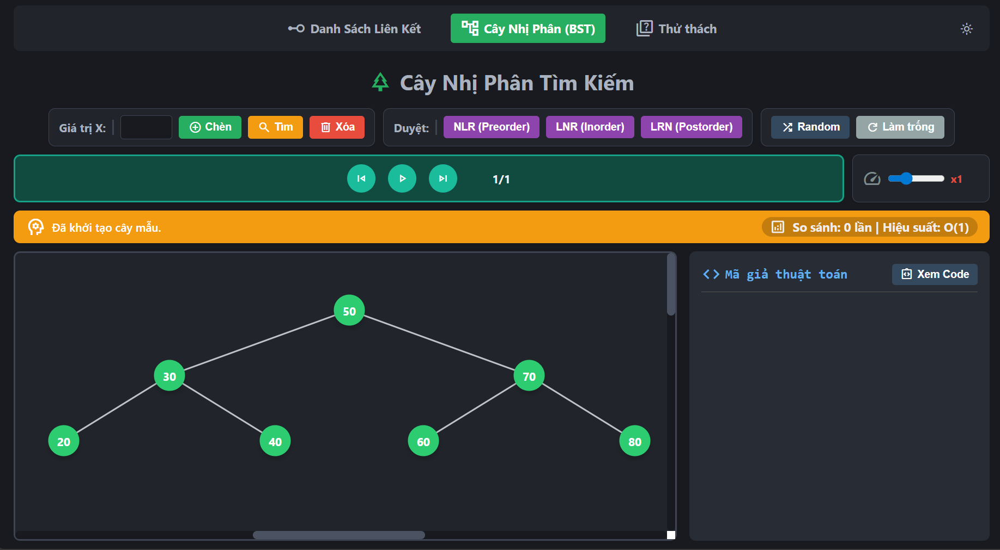 Danh Sách Liên Kết
Cây Nhị Phân (BST)
Thử thách
Cây Nhị Phân Tìm Kiếm
Giá trị X:
Chèn
Tìm
Xóa
Duyệt:
NLR (Preorder)
LNR (Inorder)
LRN (Postorder)
Random
Làm trống
1/1
x1
Đã khởi tạo cây mẫu.
So sánh: 0 lần | Hiệu suất: O(1)
Mã giả thuật toán
Xem Code
50
30
70
20
40
60
80